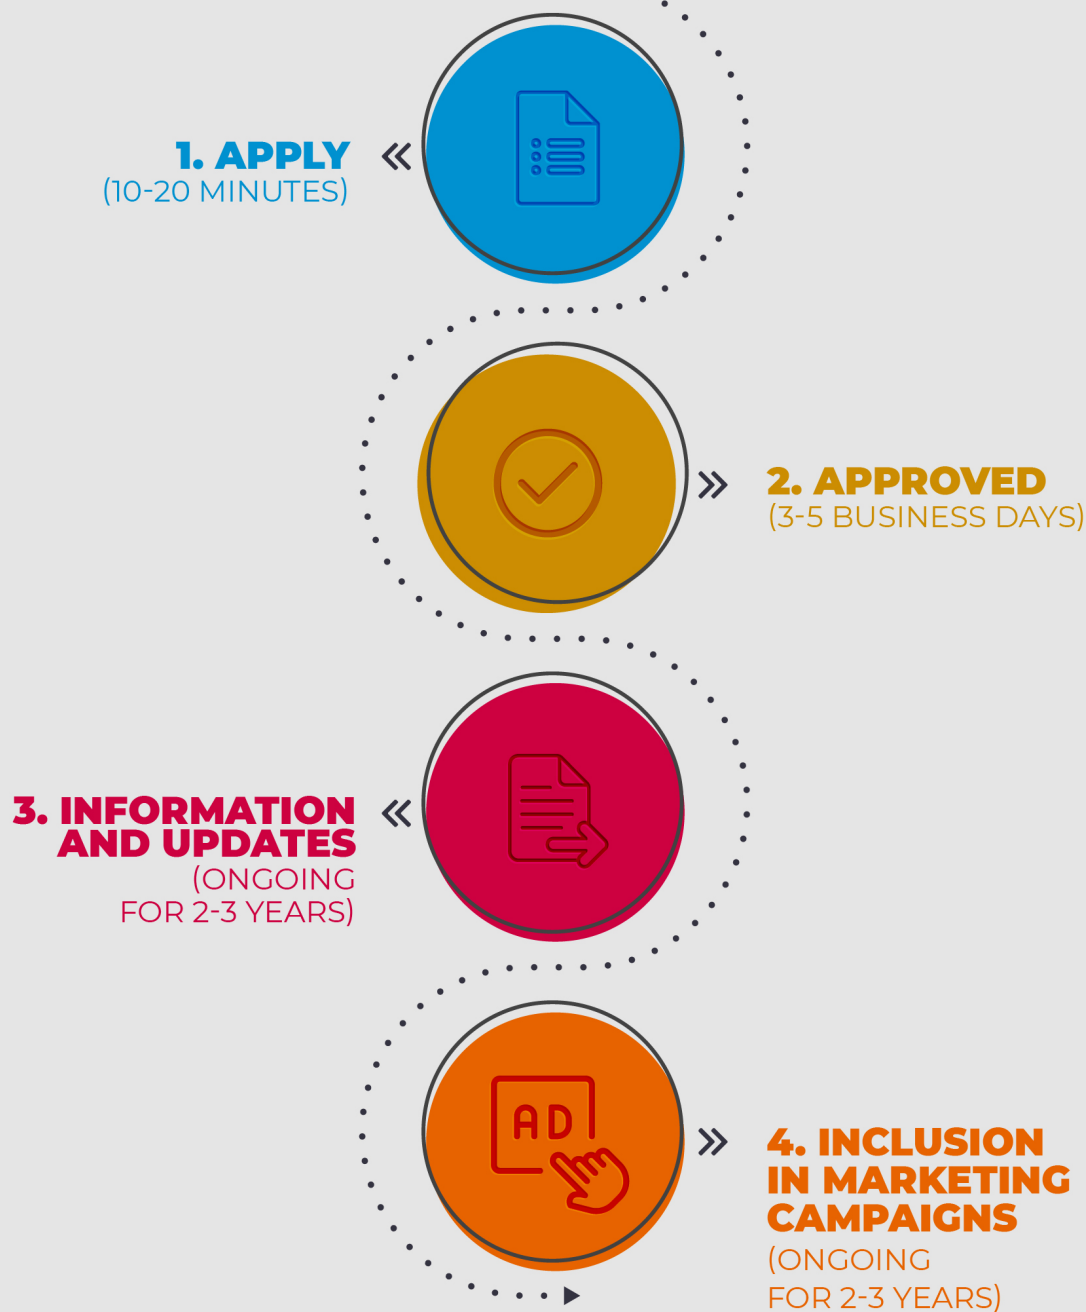 1. APPLY
(10-20 MINUTES)
2. APPROVED
(3-5 BUSINESS DAYS)
3. INFORMATION
AND UPDATES
(ONGOING
FOR 2-3 YEARS)
AD
4. INCLUSION
IN MARKETING
CAMPAIGNS
(ONGOING
FOR 2-3 YEARS)